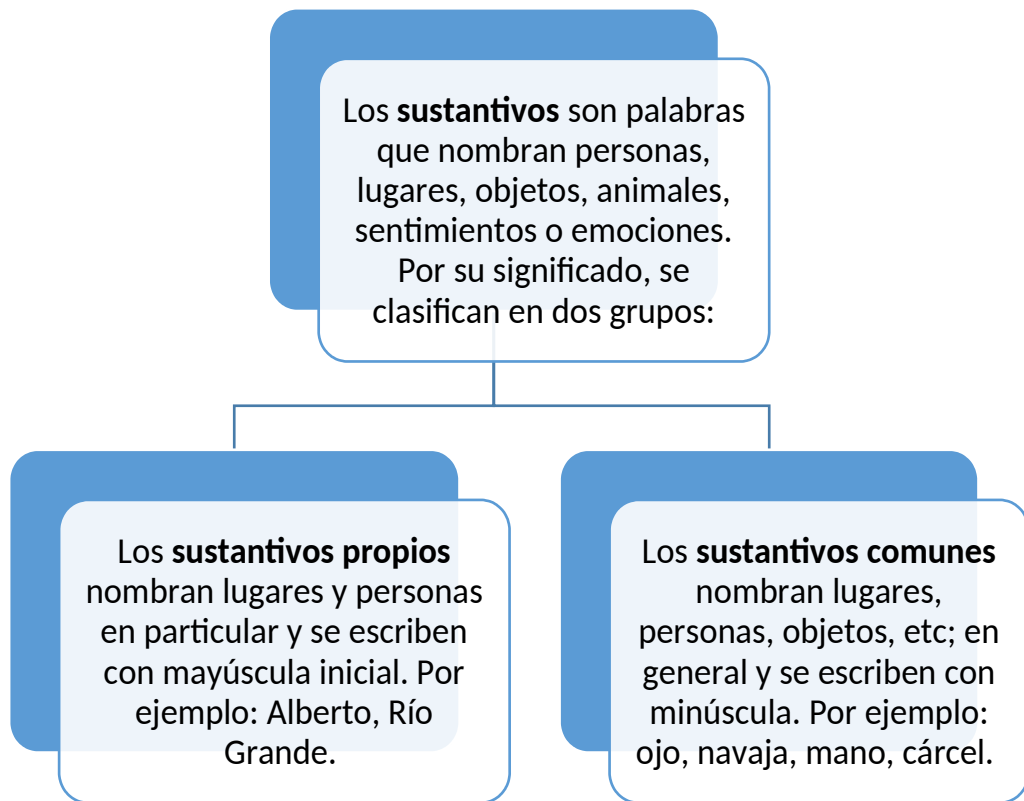 Los sustantivos son palabras
que nombran personas,
lugares, objetos, animales,
sentimientos o emociones.
Por su significado, se
clasifican en dos grupos:
Los sustantivos propios
nombran lugares y personas
en particular y se escriben
con mayúscula inicial. Por
ejemplo: Alberto, Río
Grande.
Los sustantivos comunes
nombran lugares,
personas, objetos, etc; en
general y se escriben con
minúscula. Por ejemplo:
ojo, navaja, mano, cárcel.